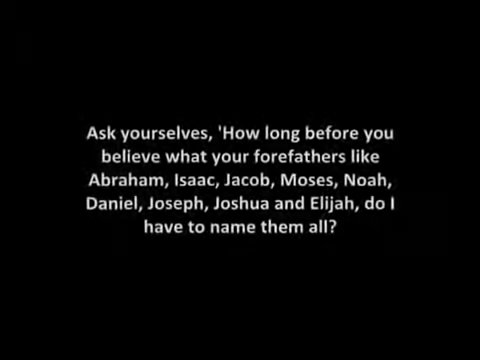 Ask yourselves, 'How long before you
believe what your forefathers like
Abraham, Isaac, Jacob, Moses, Noah,
Daniel, Joseph, Joshua and Elijah, do I
have to name them all?